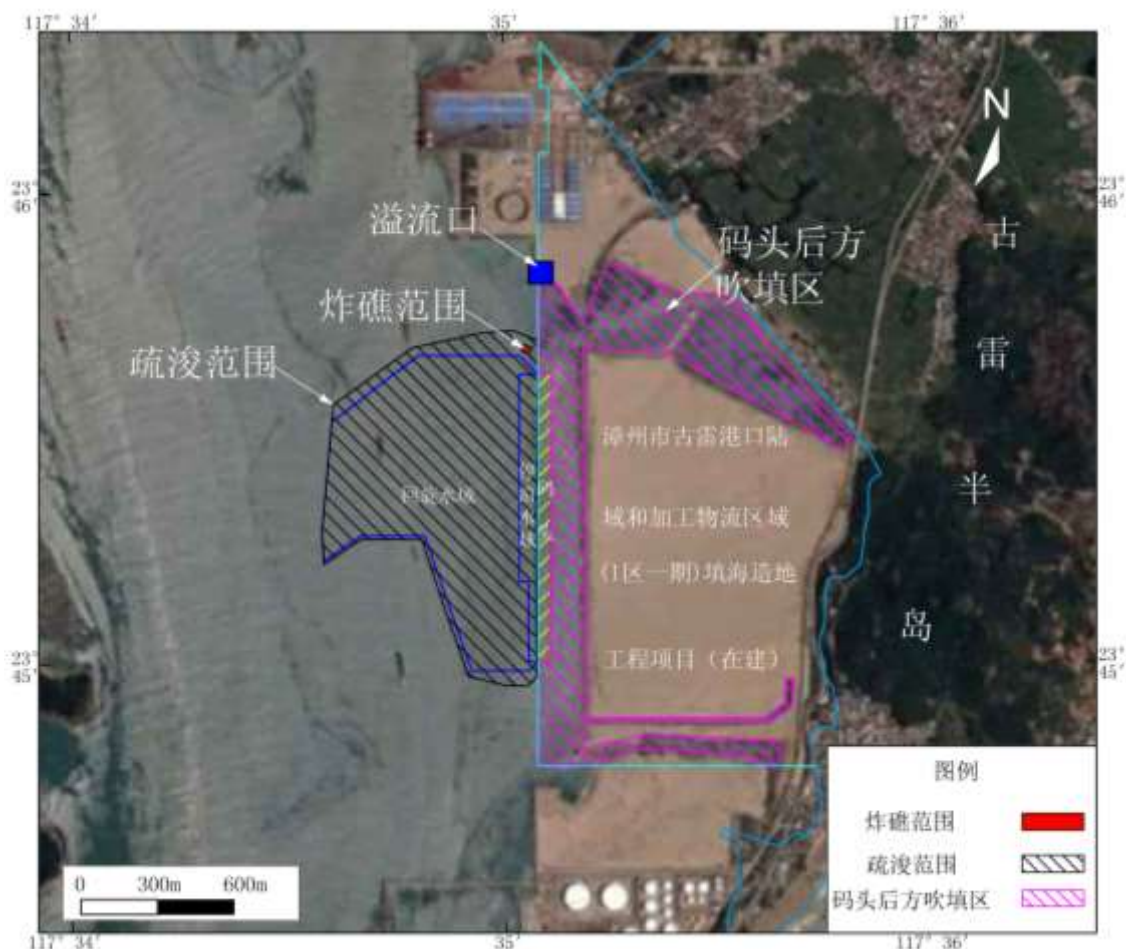 117° 34′
35′
117° 36′
N
23°
46′
23°
46′
古
雷
半
岛
溢流口
码头后方
吹填区
炸礁范围
疏浚范围
漳州市古雷港口陆
域和加工物流区域
(1区一期)填海造地
工程项目（在建）
回旋水域
23°
45′
23°
45′
图例
炸礁范围
疏浚范围
码头后方吹填区
0 300m 600m
117° 34′
35′
117° 36′